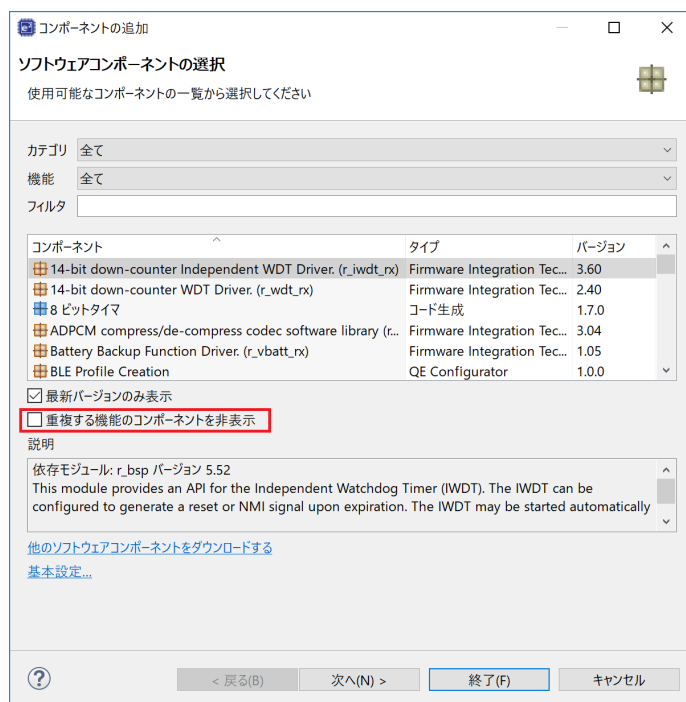 コンポーネントの追加
ソフトウェアコンポーネントの選択
使用可能なコンポーネントの一覧から選択してください
カテゴリ 全て
機能 全て
フィルタ
コンポーネント タイプ バージョン
14-bit down-counter Independent WDT Driver. (r_iwdt_rx) Firmware Integration Tec... 3.60
14-bit down-counter WDT Driver. (r_wdt_rx) Firmware Integration Tec... 2.40
8 ビットタイマ コード生成 1.7.0
ADPCM compress/de-compress codec software library (r... Firmware Integration Tec... 3.04
Battery Backup Function Driver. (r_vbatt_rx) Firmware Integration Tec... 1.05
BLE Profile Creation QE Configurator 1.0.0
最新バージョンのみ表示
重複する機能のコンポーネントを非表示
説明
依存モジュール: r_bsp バージョン 5.52
This module provides an API for the Independent Watchdog Timer (IWDT). The IWDT can be
configured to generate a reset or NMI signal upon expiration. The IWDT may be started automatically
他のソフトウェアコンポーネントをダウンロードする
基本設定...
< 戻る(B) 次へ(N) > 終了(F) キャンセル